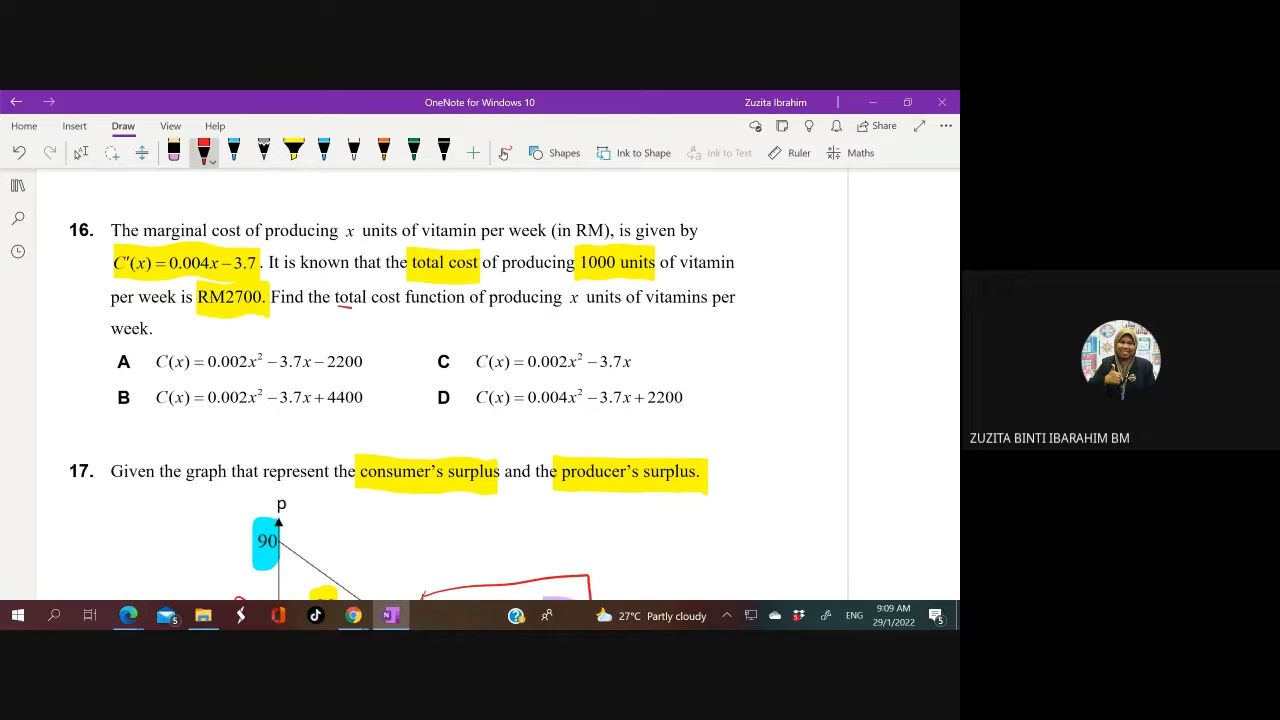 OneNote for Windows 10
Zuzita Ibrahim
Home Insert Draw View Help
Share
Shapes Ink to Shape Ink to Text Ruler Maths
16. The marginal cost of producing x units of vitamin per week (in RM), is given by
C′(x) = 0.004x − 3.7. It is known that the total cost of producing 1000 units of vitamin
per week is RM2700. Find the total cost function of producing x units of vitamins per
week.
A C(x) = 0.002x² − 3.7x − 2200 C C(x) = 0.002x² − 3.7x
B C(x) = 0.002x² − 3.7x + 4400 D C(x) = 0.004x² − 3.7x + 2200
17. Given the graph that represent the consumer's surplus and the producer's surplus.
p
90
ZUZITA BINTI IBARAHIM BM
5
27°C Partly cloudy
ENG
9:09 AM
29/1/2022
5